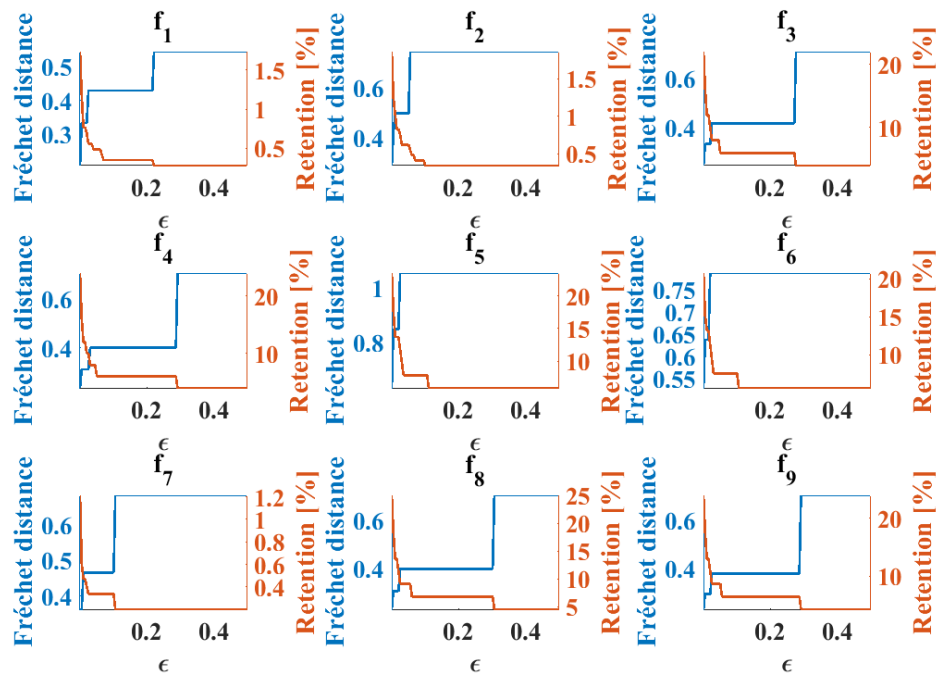 f1
Fréchet distance
0.5
0.4
0.3
1.5
1
0.5
Retention [%]
0.2 0.4
ϵ
f2
Fréchet distance
0.6
0.4
1.5
1
0.5
Retention [%]
0.2 0.4
ϵ
f3
Fréchet distance
0.6
0.4
20
10
Retention [%]
0.2 0.4
ϵ
f4
Fréchet distance
0.6
0.4
20
10
Retention [%]
0.2 0.4
ϵ
f5
Fréchet distance
1
0.8
20
15
10
Retention [%]
0.2 0.4
ϵ
f6
Fréchet distance
0.75
0.7
0.65
0.6
0.55
20
15
10
Retention [%]
0.2 0.4
ϵ
f7
Fréchet distance
0.6
0.5
0.4
1.2
1
0.8
0.6
0.4
Retention [%]
0.2 0.4
ϵ
f8
Fréchet distance
0.6
0.4
25
20
15
10
5
Retention [%]
0.2 0.4
ϵ
f9
Fréchet distance
0.6
0.4
20
10
Retention [%]
0.2 0.4
ϵ